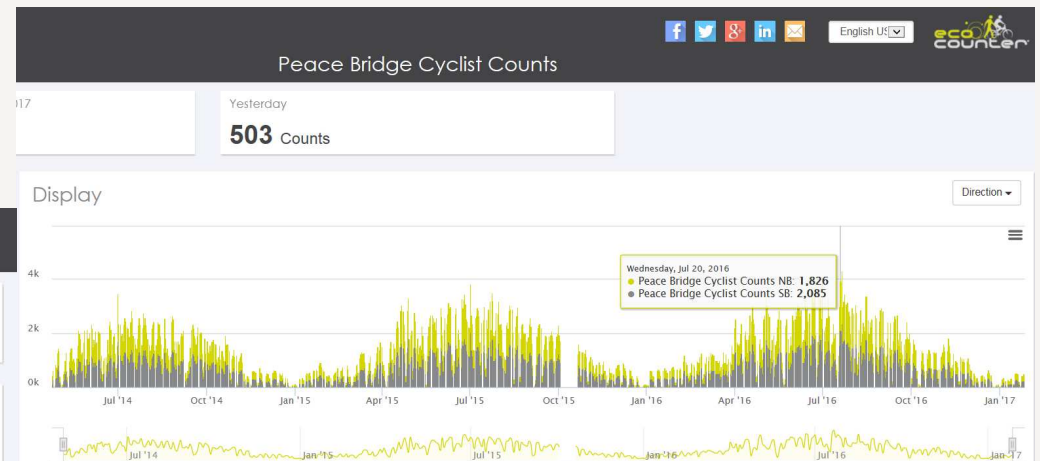 English US
eco counter
Peace Bridge Cyclist Counts
017
Yesterday
503 Counts
Display
Direction
Wednesday, Jul 20, 2016
Peace Bridge Cyclist Counts NB: 1,826
Peace Bridge Cyclist Counts SB: 2,085
4k
2k
0k
Jul '14 Oct '14 Jan '15 Apr '15 Jul '15 Oct '15 Jan '16 Apr '16 Jul '16 Oct '16 Jan '17
Jul '14 Jan '15 Jul '15 Jan '16 Jul '16 Jan '17